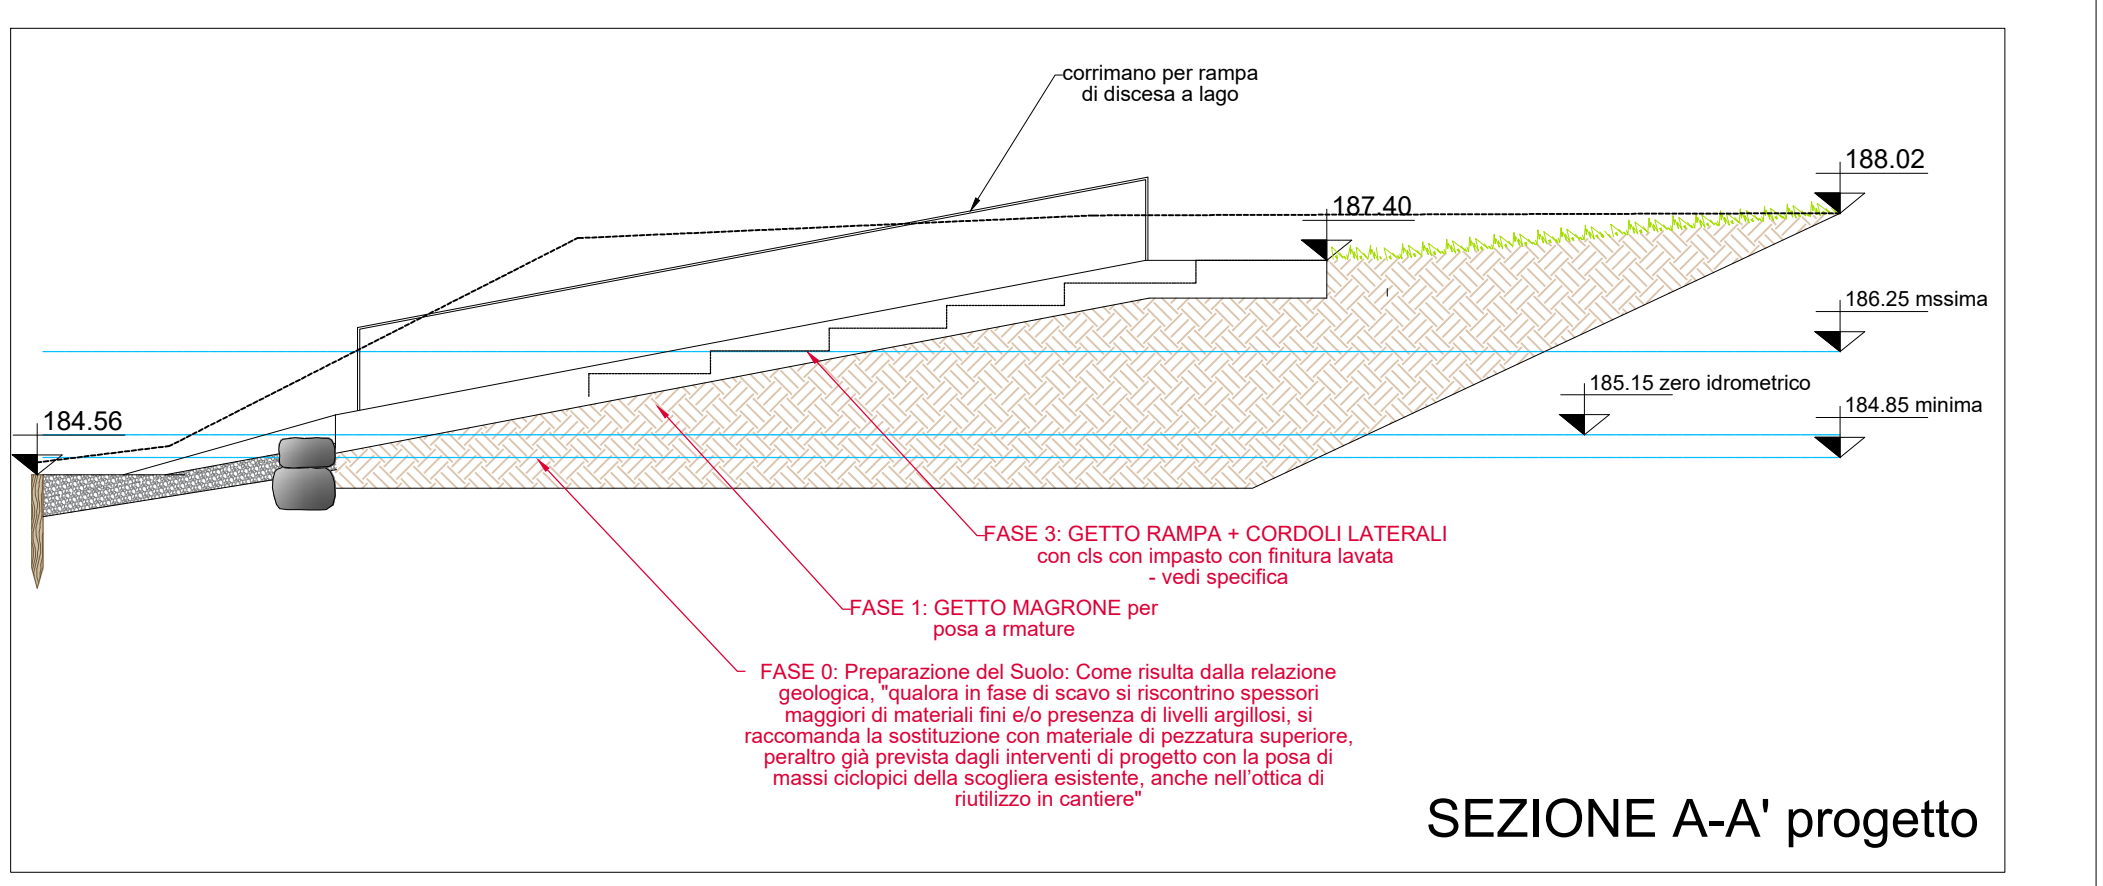 corrimano per rampa
di discesa a lago
188.02
187.40
186.25 mssima
185.15 zero idrometrico
184.85 minima
184.56
FASE 3: GETTO RAMPA + CORDOLI LATERALI
con cls con impasto con finitura lavata
- vedi specifica
FASE 1: GETTO MAGRONE per
posa a rmature
FASE 0: Preparazione del Suolo: Come risulta dalla relazione
geologica, "qualora in fase di scavo si riscontrino spessori
maggiori di materiali fini e/o presenza di livelli argillosi, si
raccomanda la sostituzione con materiale di pezzatura superiore,
peraltro già prevista dagli interventi di progetto con la posa di
massi ciclopici della scogliera esistente, anche nell'ottica di
riutilizzo in cantiere"
SEZIONE A-A' progetto